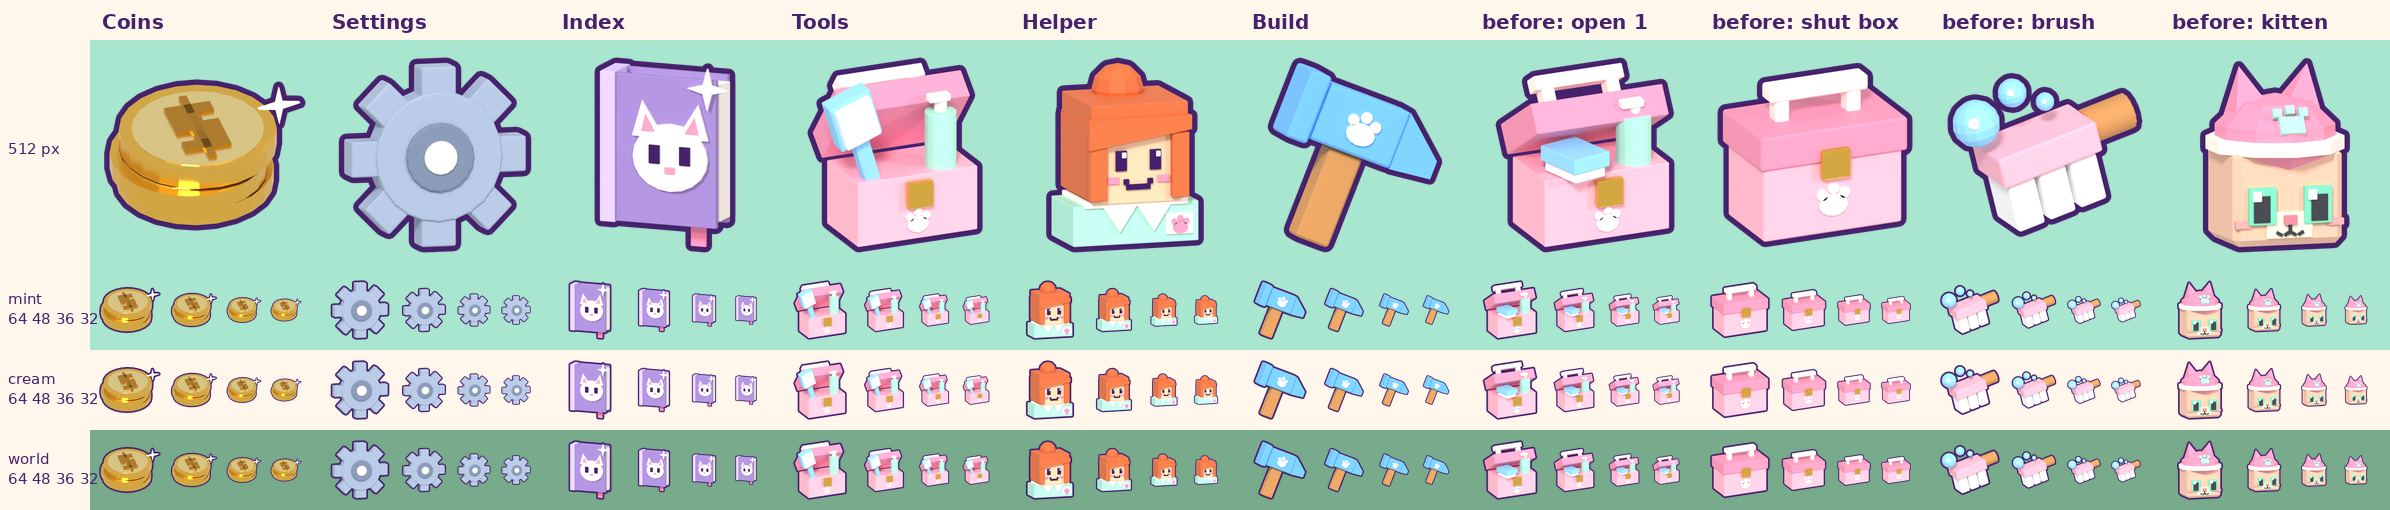 Coins Settings Index Tools Helper Build before: open 1 before: shut box before: brush before: kitten
512 px
mint
64 48 36 32
cream
64 48 36 32
world
64 48 36 32